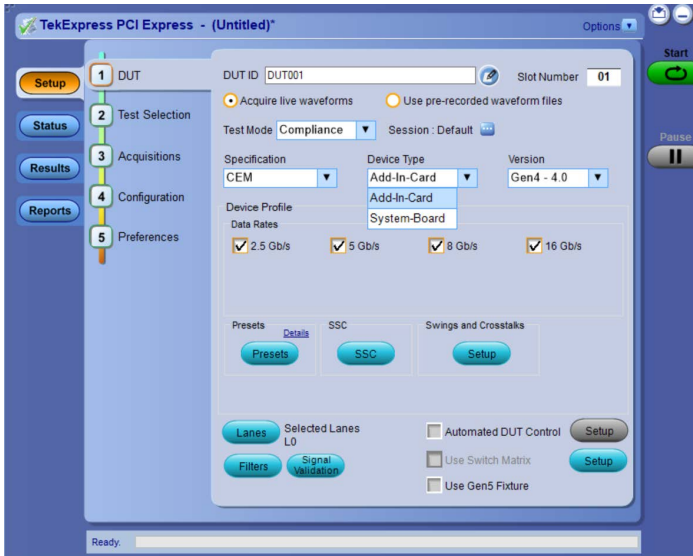 TekExpress PCI Express - (Untitled)*
Options
Start
Setup
Status
Results
Reports
Pause
1 DUT
2 Test Selection
3 Acquisitions
4 Configuration
5 Preferences
DUT ID DUT001
Slot Number 01
Acquire live waveforms
Use pre-recorded waveform files
Test Mode Compliance
Session : Default
Specification
Device Type
Version
CEM
Add-In-Card
Gen4 - 4.0
Add-In-Card
System-Board
Device Profile
Data Rates
2.5 Gb/s
5 Gb/s
8 Gb/s
16 Gb/s
Presets
Details
SSC
Swings and Crosstalks
Presets
SSC
Setup
Lanes
Selected Lanes
L0
Automated DUT Control
Setup
Filters
Signal
Validation
Use Switch Matrix
Setup
Use Gen5 Fixture
Ready.